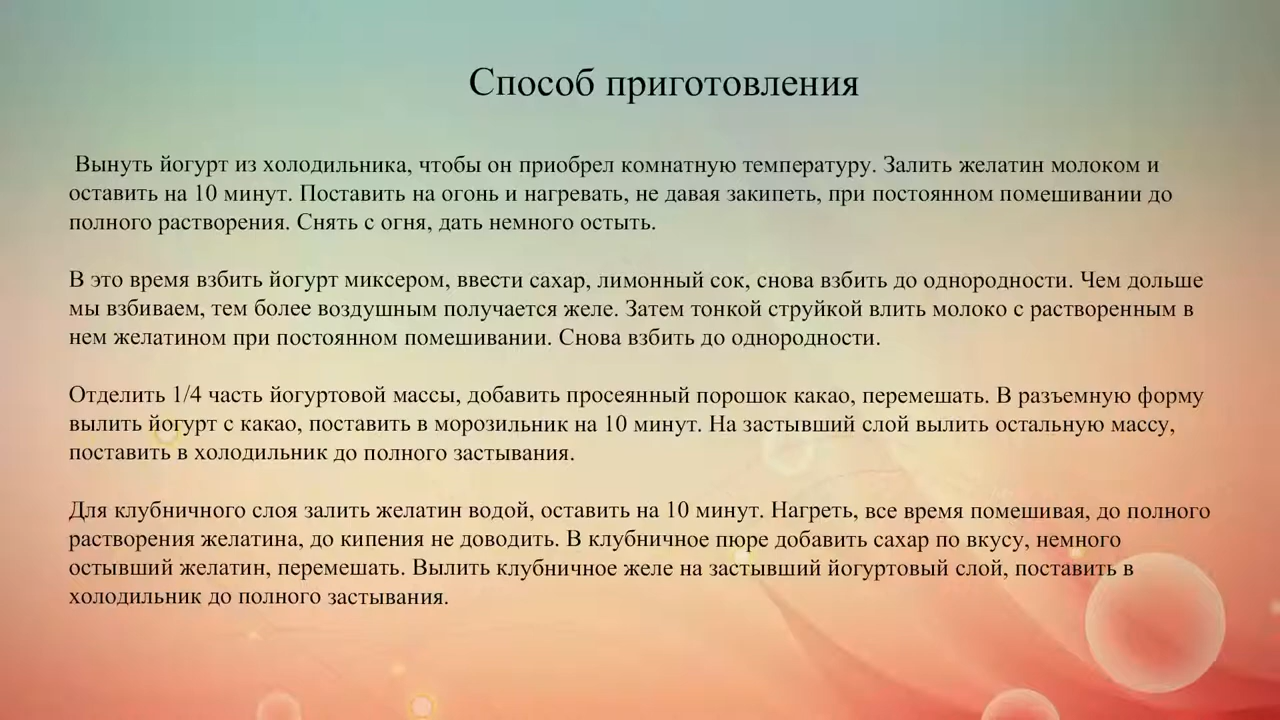 Способ приготовления
Вынуть йогурт из холодильника, чтобы он приобрел комнатную температуру. Залить желатин молоком и
оставить на 10 минут. Поставить на огонь и нагревать, не давая закипеть, при постоянном помешивании до
полного растворения. Снять с огня, дать немного остыть.
В это время взбить йогурт миксером, ввести сахар, лимонный сок, снова взбить до однородности. Чем дольше
мы взбиваем, тем более воздушным получается желе. Затем тонкой струйкой влить молоко с растворенным в
нем желатином при постоянном помешивании. Снова взбить до однородности.
Отделить 1/4 часть йогуртовой массы, добавить просеянный порошок какао, перемешать. В разъемную форму
вылить йогурт с какао, поставить в морозильник на 10 минут. На застывший слой вылить остальную массу,
поставить в холодильник до полного застывания.
Для клубничного слоя залить желатин водой, оставить на 10 минут. Нагреть, все время помешивая, до полного
растворения желатина, до кипения не доводить. В клубничное пюре добавить сахар по вкусу, немного
остывший желатин, перемешать. Вылить клубничное желе на застывший йогуртовый слой, поставить в
холодильник до полного застывания.